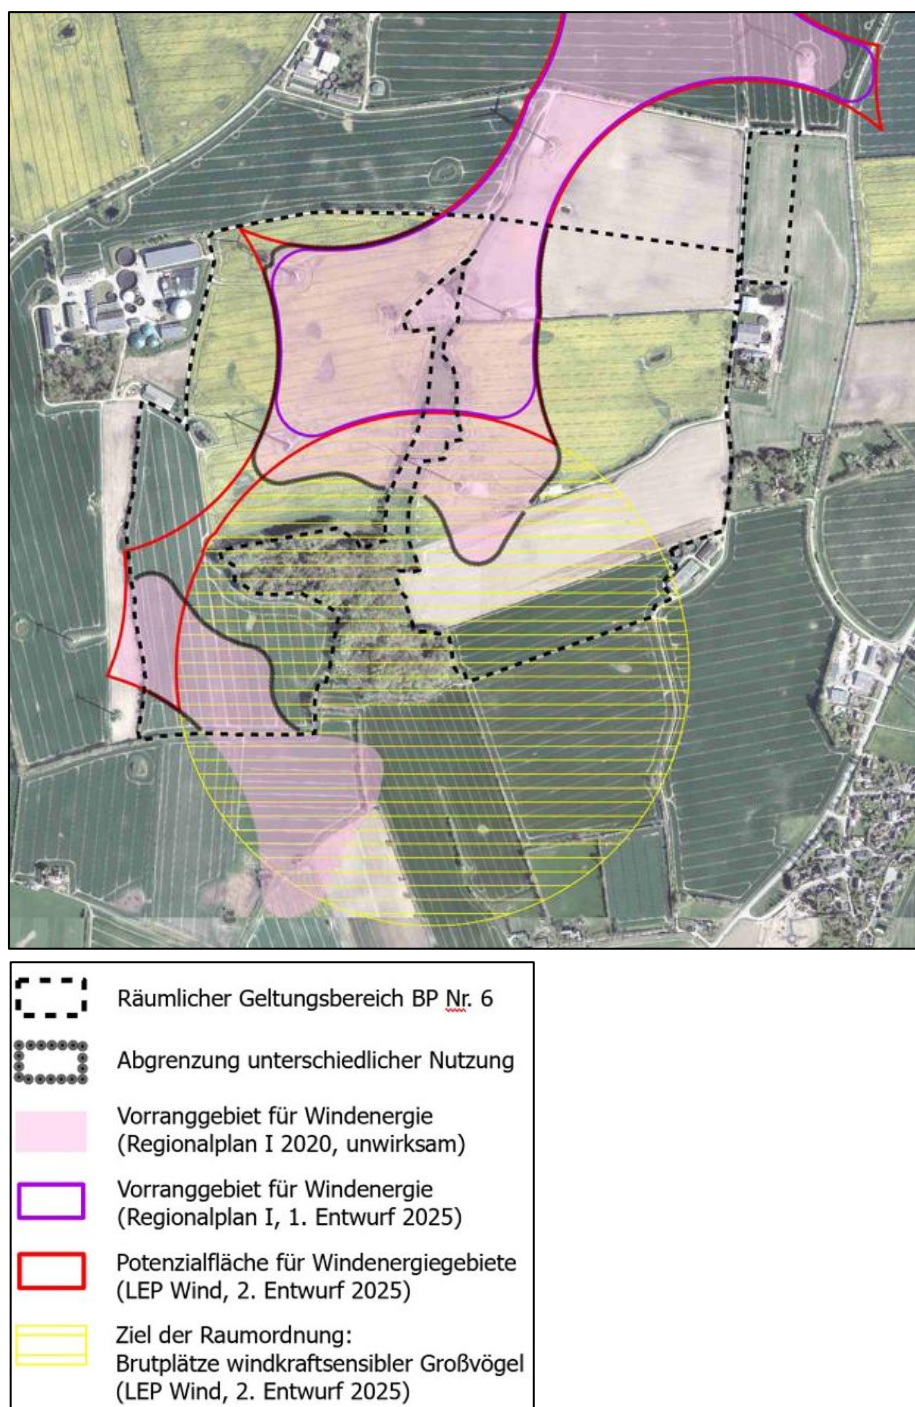 Räumlicher Geltungsbereich BP Nr. 6
Abgrenzung unterschiedlicher Nutzung
Vorranggebiet für Windenergie
(Regionalplan I 2020, unwirksam)
Vorranggebiet für Windenergie
(Regionalplan I, 1. Entwurf 2025)
Potenzialfläche für Windenergiegebiete
(LEP Wind, 2. Entwurf 2025)
Ziel der Raumordnung:
Brutplätze windkraftsensibler Großvögel
(LEP Wind, 2. Entwurf 2025)